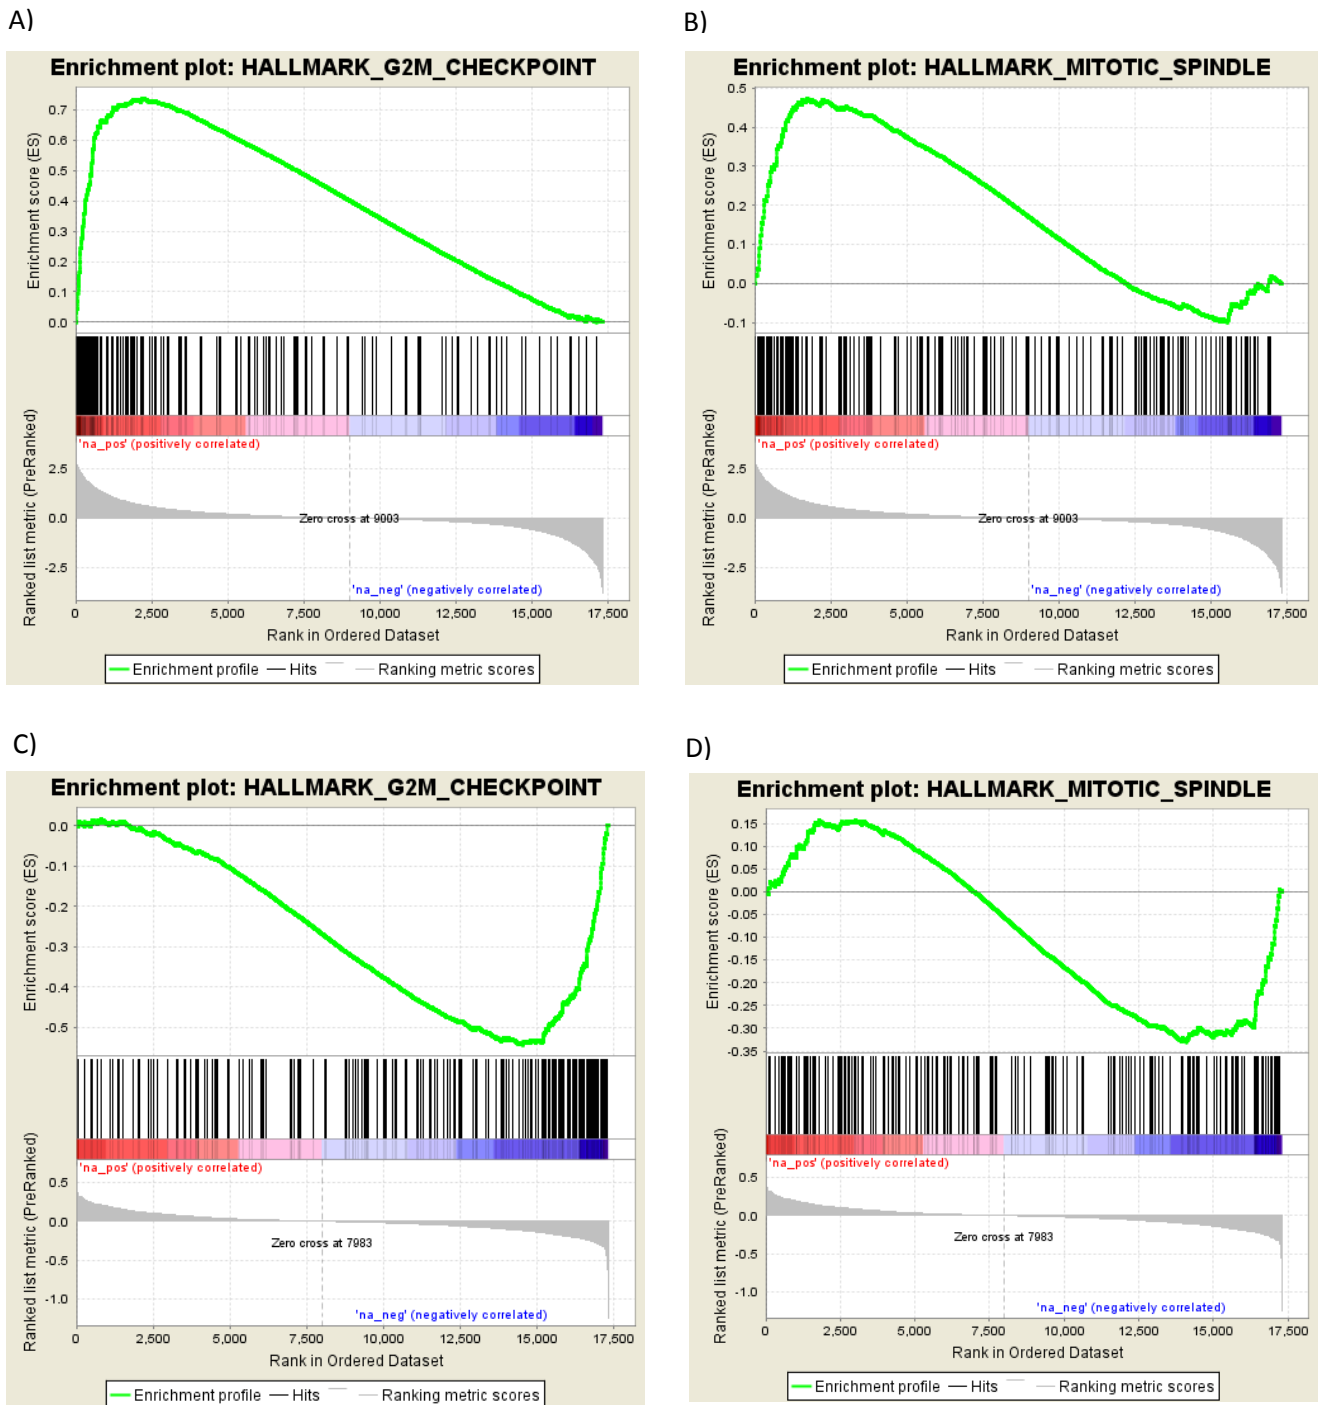 A)
Enrichment plot: HALLMARK_G2M_CHECKPOINT
Enrichment score (ES)
0.7
0.6
0.5
0.4
0.3
0.2
0.1
0.0
'na_pos' (positively correlated)
Ranked list metric (PreRanked)
2.5
0.0
-2.5
Zero cross at 9003
'na_neg' (negatively correlated)
0 2,500 5,000 7,500 10,000 12,500 15,000 17,500
Rank in Ordered Dataset
Enrichment profile Hits Ranking metric scores
B)
Enrichment plot: HALLMARK_MITOTIC_SPINDLE
Enrichment score (ES)
0.5
0.4
0.3
0.2
0.1
0.0
-0.1
'na_pos' (positively correlated)
Ranked list metric (PreRanked)
2.5
0.0
-2.5
Zero cross at 9003
'na_neg' (negatively correlated)
0 2,500 5,000 7,500 10,000 12,500 15,000 17,500
Rank in Ordered Dataset
Enrichment profile Hits Ranking metric scores
C)
Enrichment plot: HALLMARK_G2M_CHECKPOINT
Enrichment score (ES)
0.0
-0.1
-0.2
-0.3
-0.4
-0.5
'na_pos' (positively correlated)
Ranked list metric (PreRanked)
0.5
0.0
-0.5
-1.0
Zero cross at 7983
'na_neg' (negatively correlated)
0 2,500 5,000 7,500 10,000 12,500 15,000 17,500
Rank in Ordered Dataset
Enrichment profile Hits Ranking metric scores
D)
Enrichment plot: HALLMARK_MITOTIC_SPINDLE
Enrichment score (ES)
0.15
0.10
0.05
0.00
-0.05
-0.10
-0.15
-0.20
-0.25
-0.30
-0.35
'na_pos' (positively correlated)
Ranked list metric (PreRanked)
0.5
0.0
-0.5
-1.0
Zero cross at 7983
'na_neg' (negatively correlated)
0 2,500 5,000 7,500 10,000 12,500 15,000 17,500
Rank in Ordered Dataset
Enrichment profile Hits Ranking metric scores